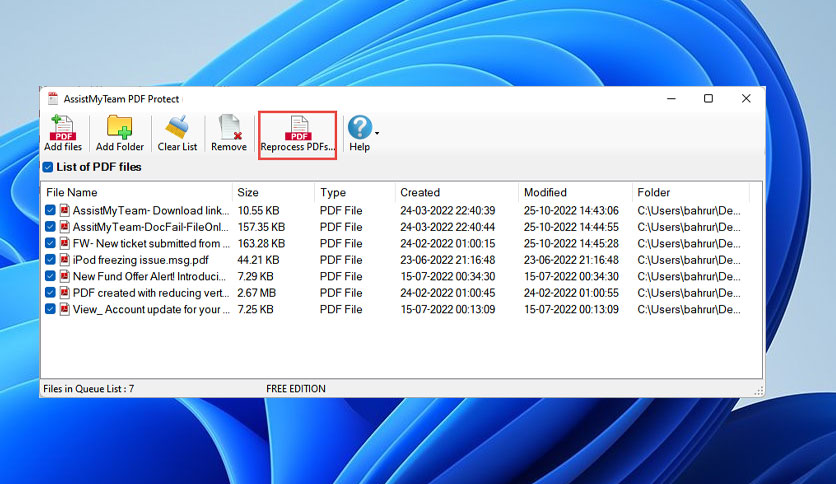 AssistMyTeam PDF Protect
Add files Add Folder Clear List Remove Reprocess PDFs... Help
List of PDF files
File Name Size Type Created Modified Folder
AssistMyTeam- Download link... 10.55 KB PDF File 24-03-2022 22:40:39 25-10-2022 14:43:06 C:\Users\bahrur\De...
AssitMyTeam-DocFail-FileOnl... 157.35 KB PDF File 24-03-2022 22:40:44 25-10-2022 14:44:55 C:\Users\bahrur\De...
FW- New ticket submitted from ... 163.28 KB PDF File 24-02-2022 01:00:15 25-10-2022 14:45:28 C:\Users\bahrur\De...
iPod freezing issue.msg.pdf 44.21 KB PDF File 23-06-2022 21:16:48 23-06-2022 21:16:48 C:\Users\bahrur\De...
New Fund Offer Alert! Introduci... 7.29 KB PDF File 15-07-2022 00:34:30 15-07-2022 00:34:30 C:\Users\bahrur\De...
PDF created with reducing vert... 2.67 MB PDF File 24-02-2022 01:00:45 24-02-2022 01:00:55 C:\Users\bahrur\De...
View_ Account update for your ... 7.25 KB PDF File 15-07-2022 00:13:09 15-07-2022 00:13:09 C:\Users\bahrur\De...
Files in Queue List : 7 FREE EDITION